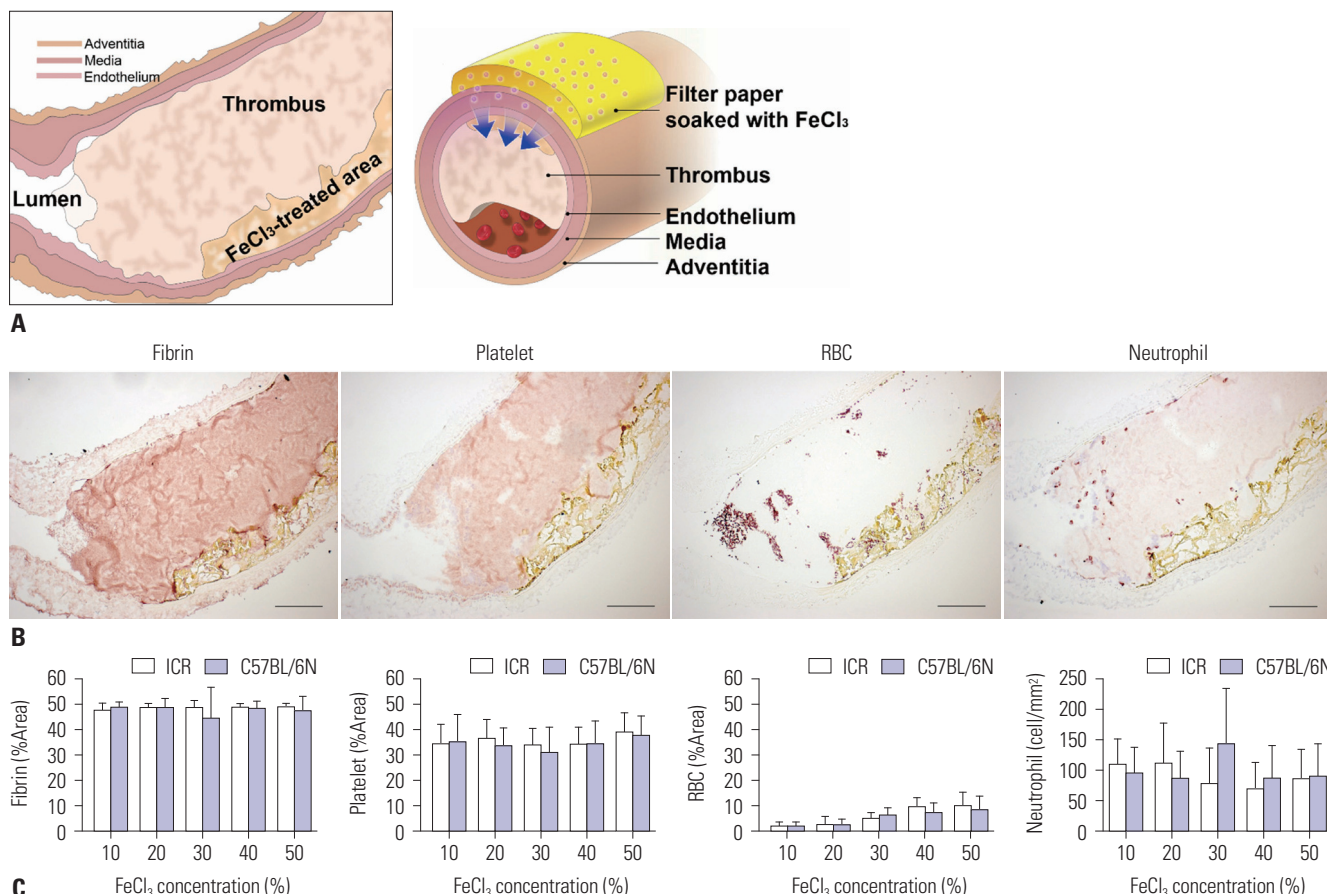 Adventitia
Media
Endothelium
Thrombus
Lumen
FeCl₃-treated area
Filter paper
soaked with FeCl₃
Thrombus
Endothelium
Media
Adventitia
A
Fibrin
Platelet
RBC
Neutrophil
B
ICR C57BL/6N
60
50
40
30
20
10
0
Fibrin (%Area)
10 20 30 40 50
FeCl₃ concentration (%)
ICR C57BL/6N
60
50
40
30
20
10
0
Platelet (%Area)
10 20 30 40 50
FeCl₃ concentration (%)
ICR C57BL/6N
60
50
40
30
20
10
0
RBC (%Area)
10 20 30 40 50
FeCl₃ concentration (%)
ICR C57BL/6N
250
200
150
100
50
0
Neutrophil (cell/mm²)
10 20 30 40 50
FeCl₃ concentration (%)
C